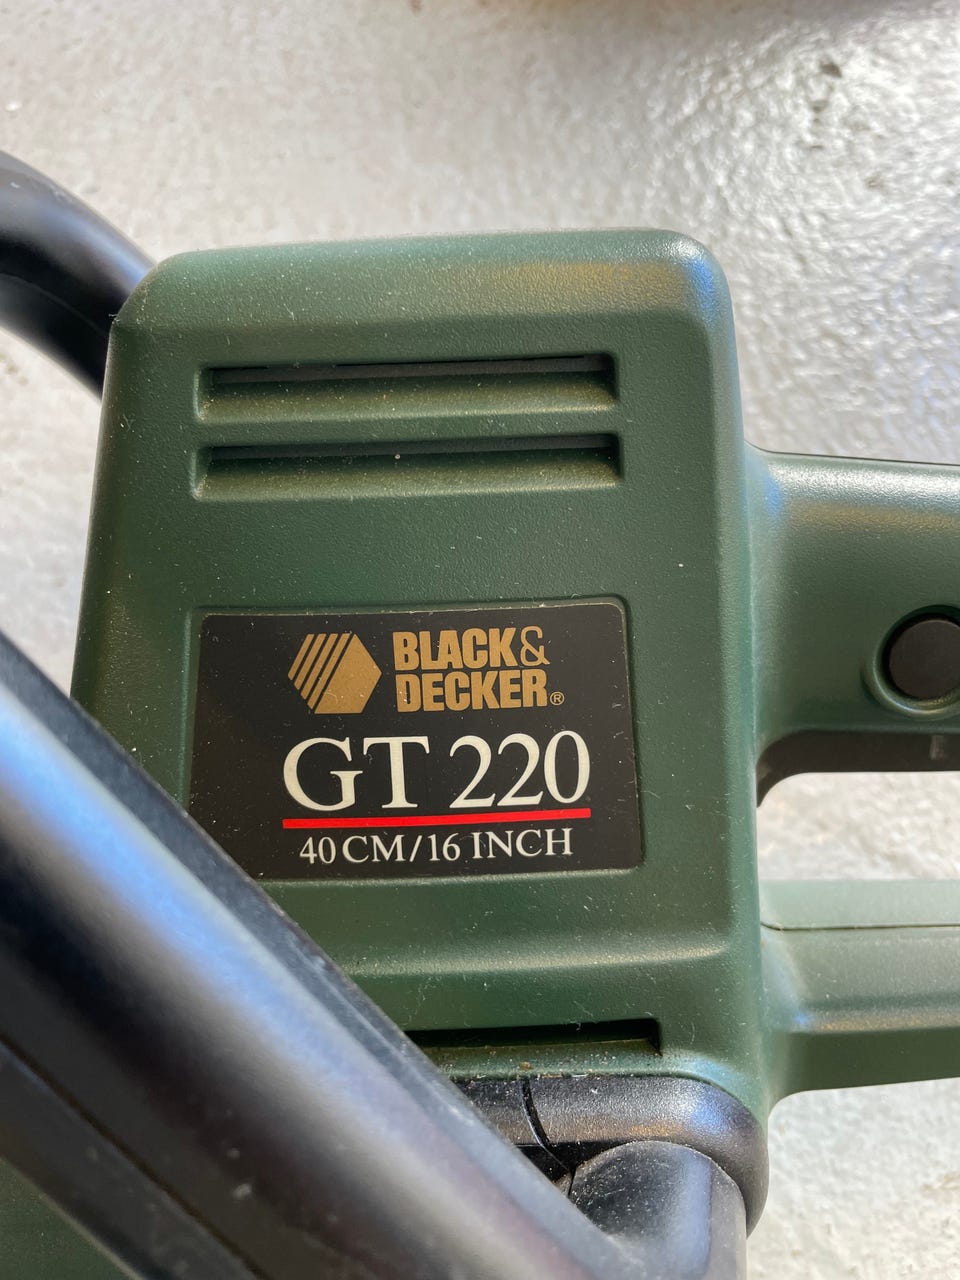 BLACK&
DECKER®
GT 220
40 CM/16 INCH